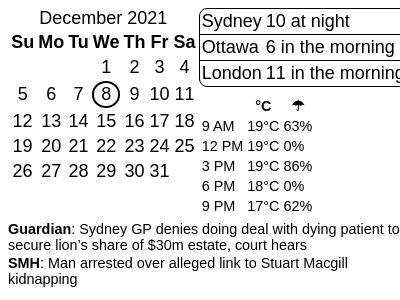 December 2021
Su Mo Tu We Th Fr Sa
1 2 3 4
5 6 7 8 9 10 11
12 13 14 15 16 17 18
19 20 21 22 23 24 25
26 27 28 29 30 31
Sydney 10 at night
Ottawa 6 in the morning
London 11 in the morning
°C ☂
9 AM 19°C 63%
12 PM 19°C 0%
3 PM 19°C 86%
6 PM 18°C 0%
9 PM 17°C 62%
Guardian: Sydney GP denies doing deal with dying patient to
secure lion’s share of $30m estate, court hears
SMH: Man arrested over alleged link to Stuart Macgill
kidnapping